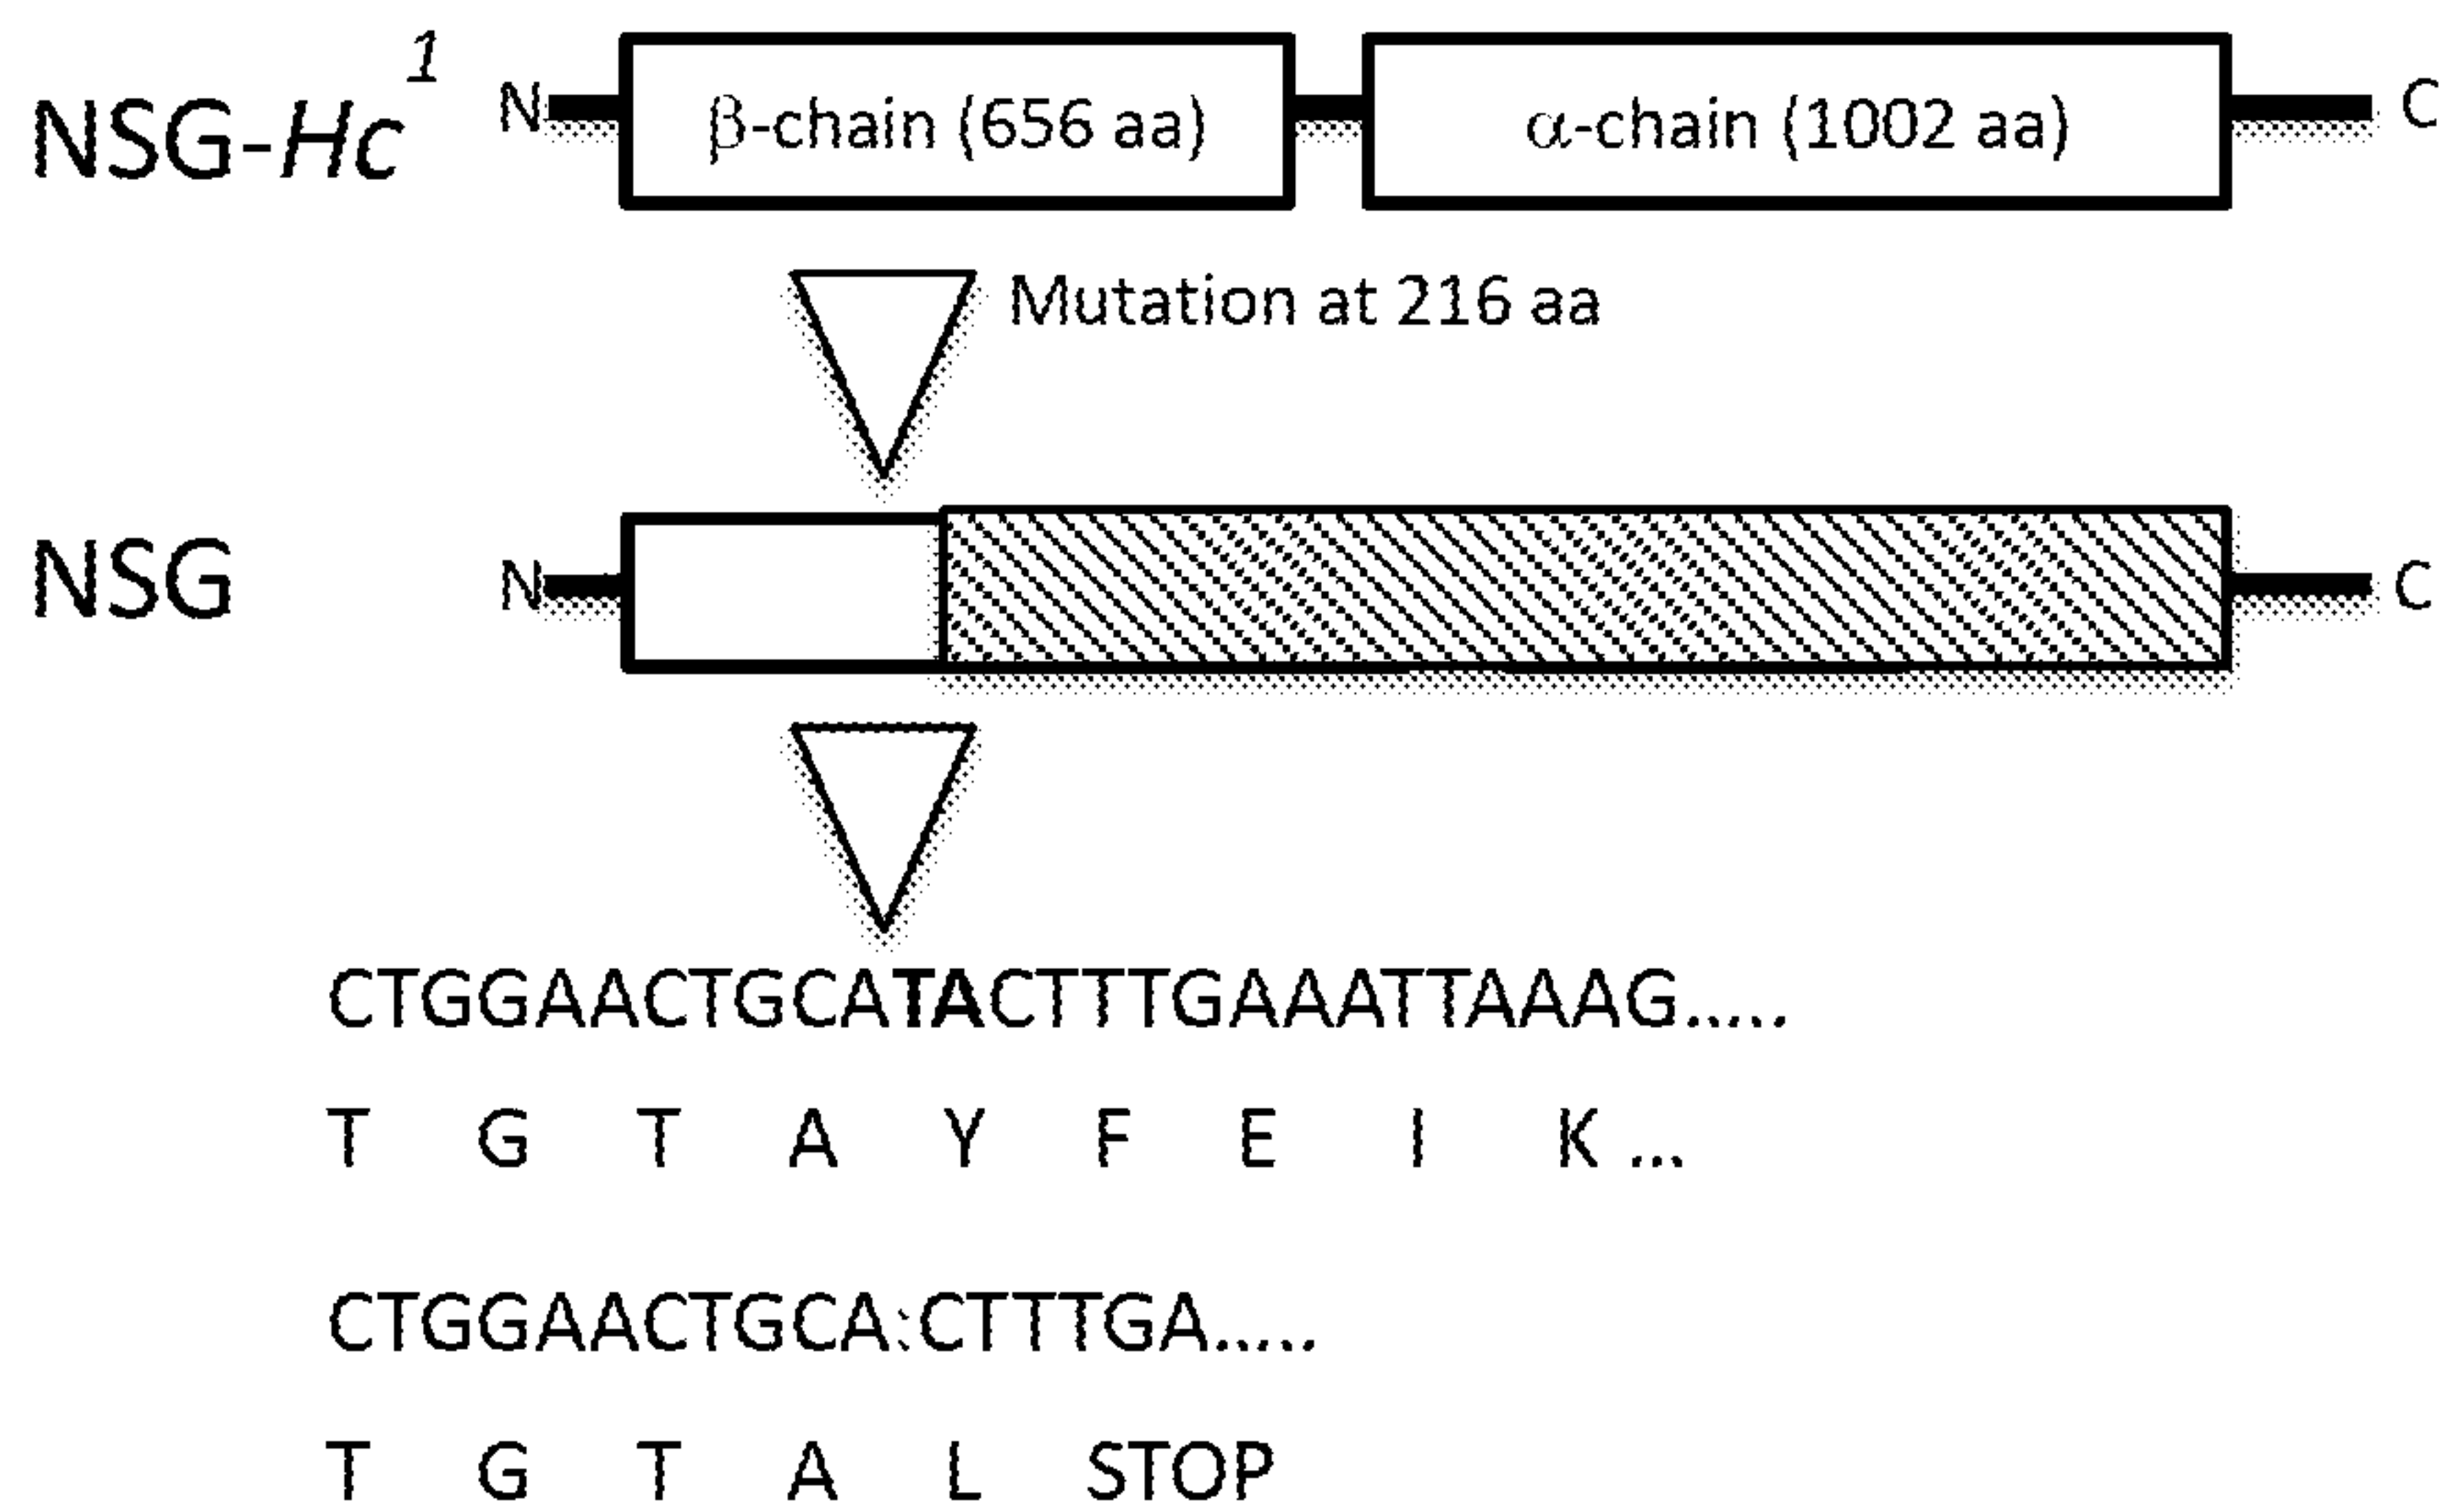 NSG-Hc1 N β-chain (656 aa) α-chain (1002 aa) C
Mutation at 216 aa
NSG N C
CTGGAACTGCATACTTTGAAATTAAAG.....
T G T A Y F E I K ...
CTGGAACTGCA:CTTTGA.....
T G T A L STOP